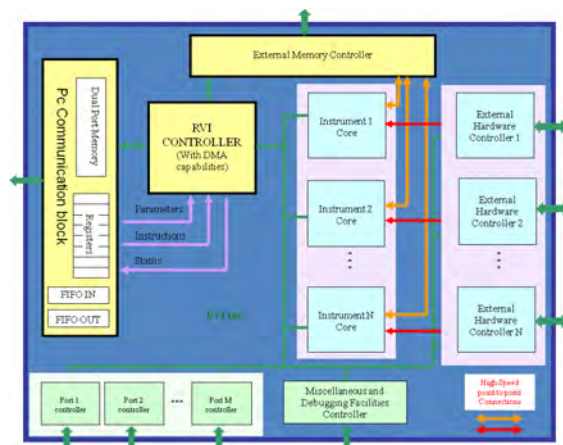 External Memory Controller
Pc Communication block
Dual Port Memory
Registers
FIFO IN
FIFO OUT
RVI
CONTROLLER
(With DMA
capabilities)
Parameters
Instructions
Status
Instrument 1
Core
Instrument 2
Core
Instrument N
Core
External
Hardware
Controller 1
External
Hardware
Controller 2
External
Hardware
Controller N
Port 1
controller
Port 2
controller
Port M
controller
Miscellaneous and
Debugging Facilities
Controller
High Speed
point to point
Connections